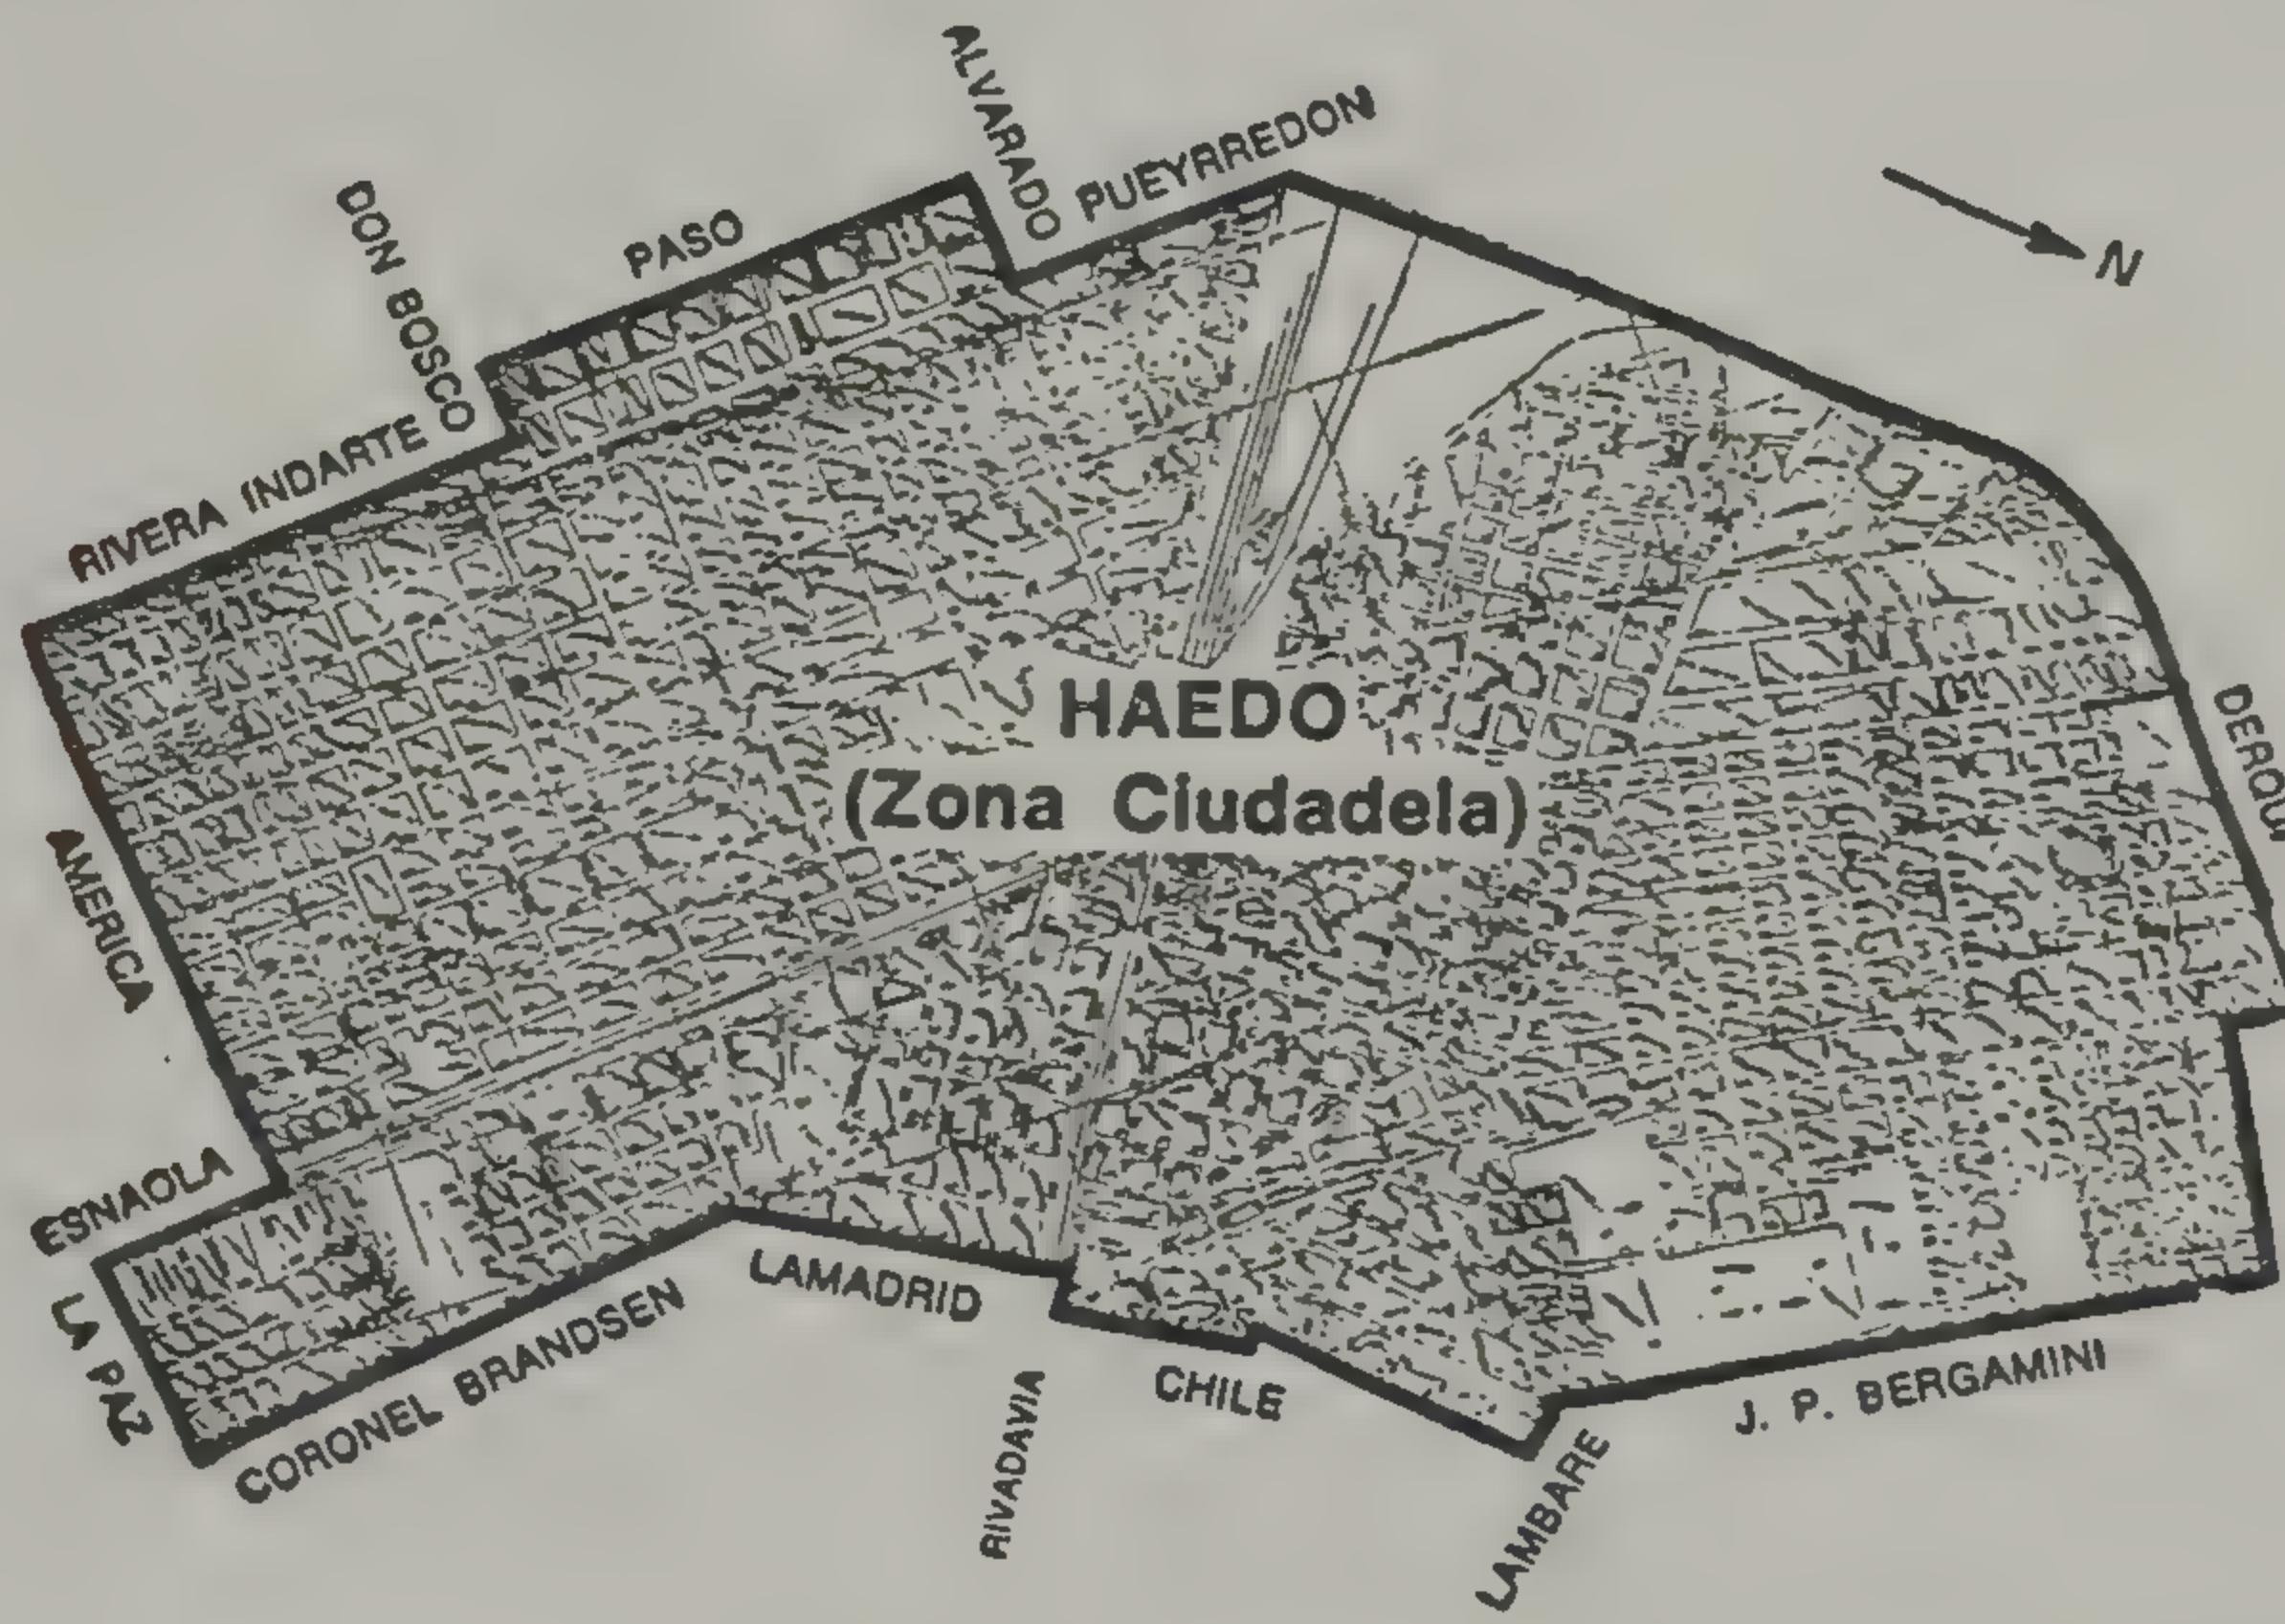 ALVARADO
PUEYRREDON
DON BOSCO
PASO
N
RIVERA INDARTE
HAEDO
(Zona Ciudadela)
AMERICA
ESNAOLA
LA PAZ
CORONEL BRANDSEN
LAMADRID
RIVADAVIA
CHILE
LAMBARE
J. P. BERGAMINI